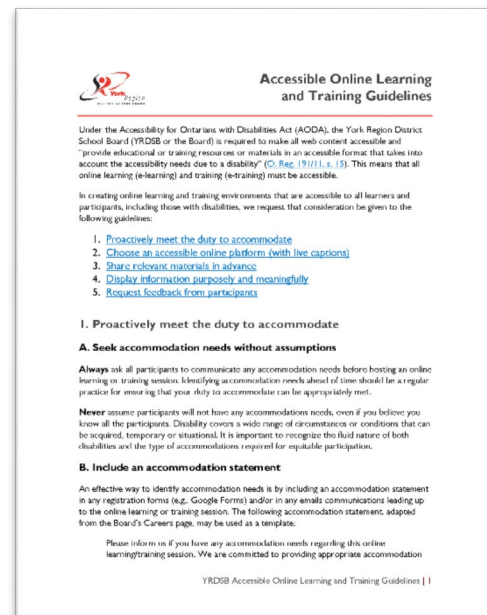 York Region
Accessible Online Learning
and Training Guidelines
Under the Accessibility for Ontarians with Disabilities Act (AODA), the York Region District
School Board (YRDSB or the Board) is required to make all web content accessible and
"provide educational or training resources or materials in an accessible format that takes into
account the accessibility needs due to a disability" (O. Reg. 191/11, s. 15). This means that all
online learning (e-learning) and training (e-training) must be accessible.
In creating online learning and training environments that are accessible to all learners and
participants, including those with disabilities, we request that consideration be given to the
following guidelines:
1. Proactively meet the duty to accommodate
2. Choose an accessible online platform (with live captions)
3. Share relevant materials in advance
4. Display information purposely and meaningfully
5. Request feedback from participants
1. Proactively meet the duty to accommodate
A. Seek accommodation needs without assumptions
Always ask all participants to communicate any accommodation needs before hosting an online
learning or training session. Identifying accommodation needs ahead of time should be a regular
practice for ensuring that your duty to accommodate can be appropriately met.
Never assume participants will not have any accommodations needs, even if you believe you
know all the participants. Disability covers a wide range of circumstances or conditions that can
be acquired, temporary or situational. It is important to recognize the fluid nature of both
disabilities and the type of accommodations required for equitable participation.
B. Include an accommodation statement
An effective way to identify accommodation needs is by including an accommodation statement
in any registration forms (e.g., Google Forms) and/or in any emails communications leading up
to the online learning or training session. The following accommodation statement, adapted
from the Board's Careers page, may be used as a template:
Please inform us if you have any accommodation needs regarding this online
learning/training session. We are committed to providing appropriate accommodation
YRDSB Accessible Online Learning and Training Guidelines | 1